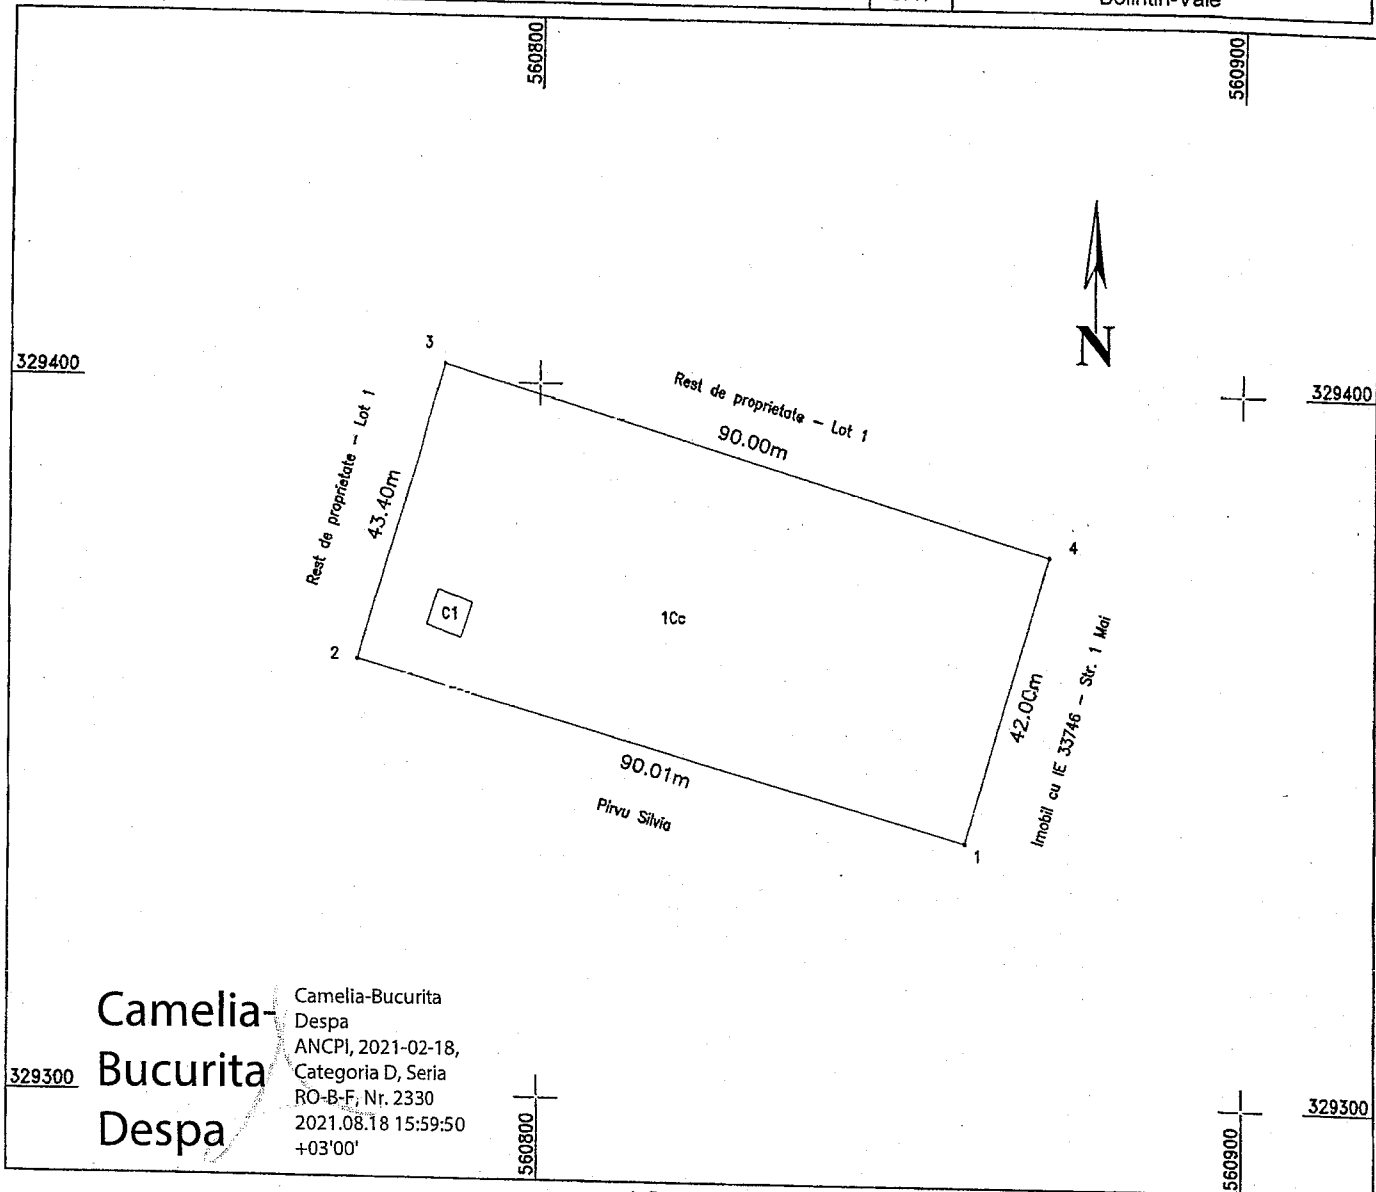 Bolintin-Vale
560800
560900
3
329400
329400
Rest de proprietate - Lot 1
90.00m
Rest de proprietate - Lot 1
43.40m
N
4
C1
1Cc
2
42.00m
Imobil cu IE 33746 - Str. 1 Mai
90.01m
Pirvu Silvia
1
Camelia-
Bucurita
Despa
Camelia-Bucurita
Despa
ANCPI, 2021-02-18,
Categoria D, Seria
RO-B-F, Nr. 2330
2021.08.18 15:59:50
+03'00'
329300
329300
560800
560900